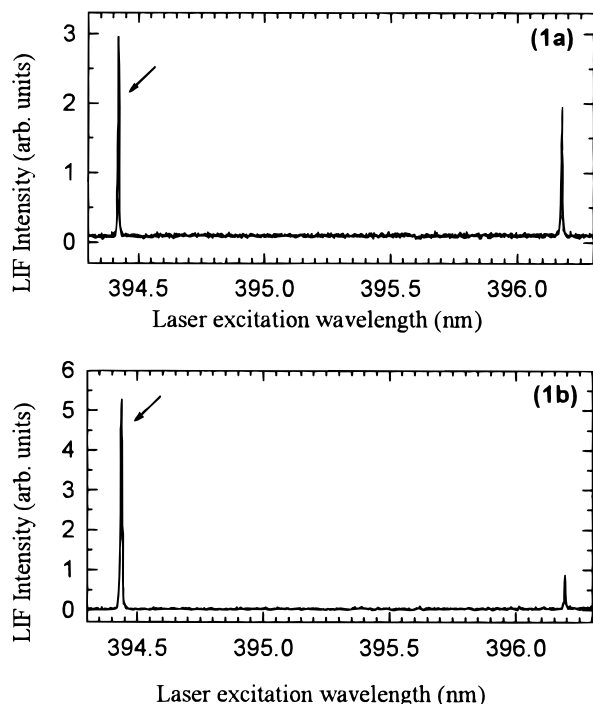 (1a)
3
2
1
0
LIF Intensity (arb. units)
394.5 395.0 395.5 396.0
Laser excitation wavelength (nm)
(1b)
6
5
4
3
2
1
0
LIF Intensity (arb. units)
394.5 395.0 395.5 396.0
Laser excitation wavelength (nm)